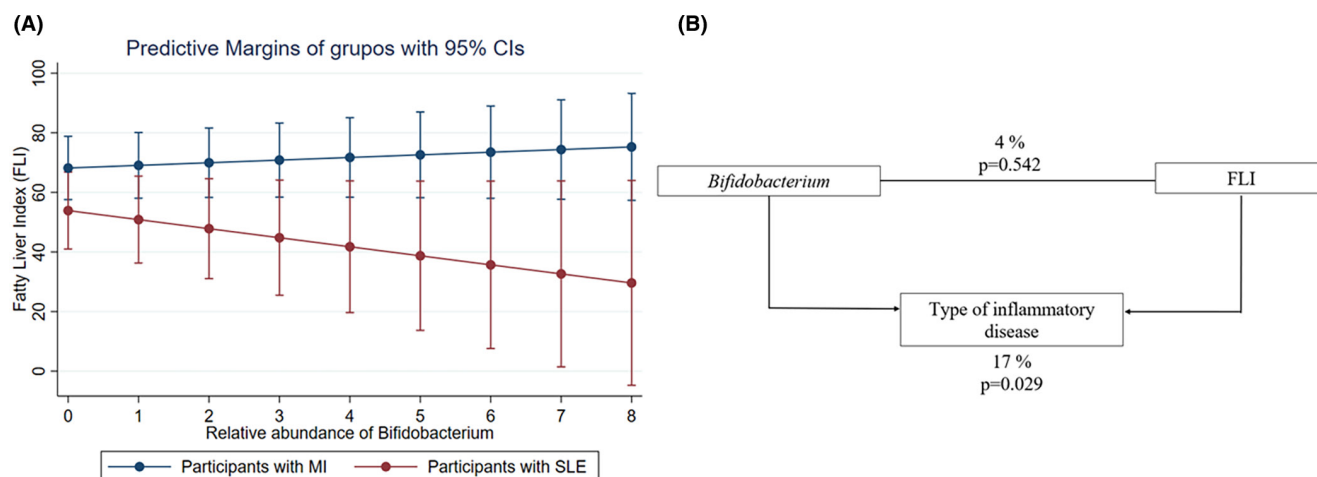 (A)
Predictive Margins of grupos with 95% CIs
Fatty Liver Index (FLI)
100
80
60
40
20
0
0 1 2 3 4 5 6 7 8
Relative abundance of Bifidobacterium
Participants with MI Participants with SLE
(B)
4 %
p=0.542
Bifidobacterium
FLI
Type of inflammatory
disease
17 %
p=0.029